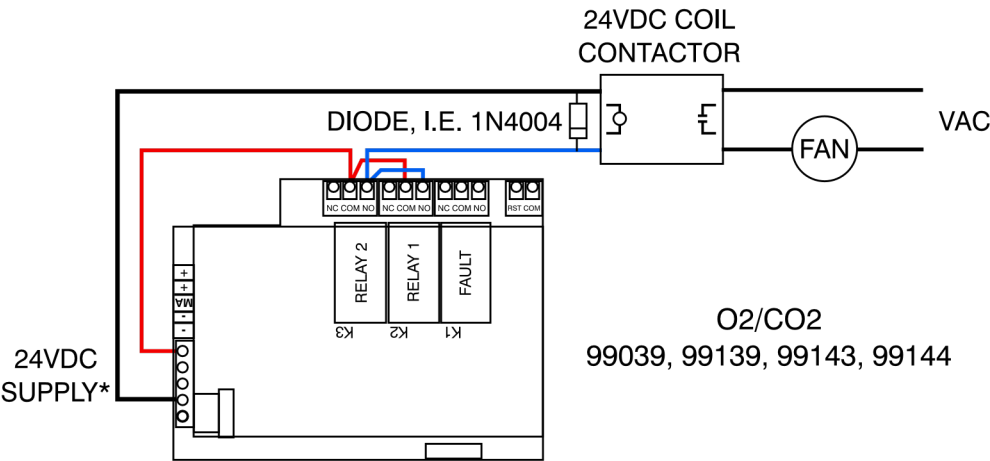 24VDC COIL
CONTACTOR
DIODE, I.E. 1N4004
VAC
FAN
NC COM NO NC COM NO NC COM NO RST COM
RELAY 2
RELAY 1
FAULT
K3
K2
K1
+
+
MA
-
-
24VDC
SUPPLY*
O2/CO2
99039, 99139, 99143, 99144